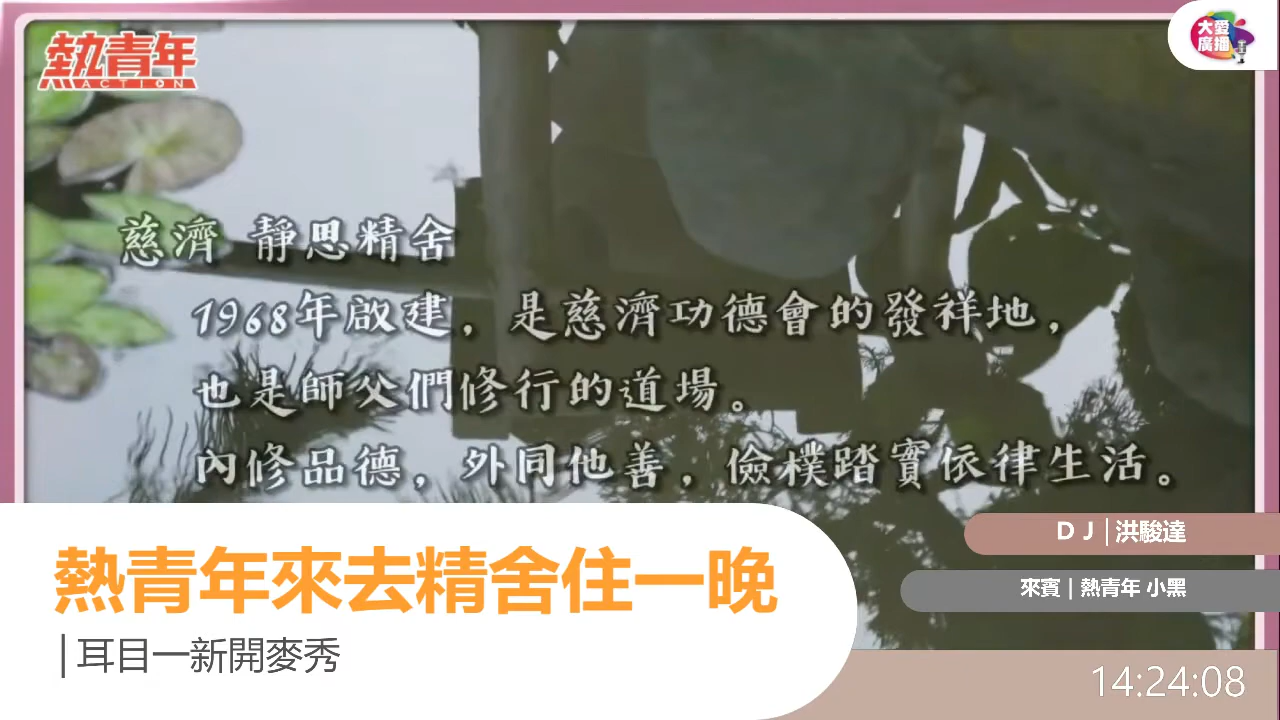 熱青年
ACTION
大愛
廣播
慈濟 靜思精舍
1968年啟建，是慈濟功德會的發祥地，
也是師父們修行的道場。
內修品德，外同他善，儉樸踏實依律生活。
熱青年來去精舍住一晚
|耳目一新開麥秀
ＤＪ|洪駿達
來賓|熱青年 小黑
14:24:08